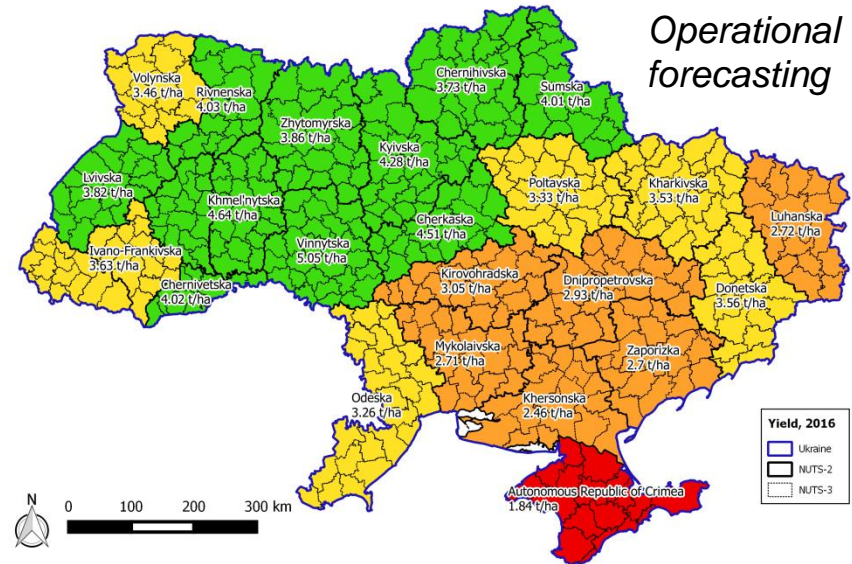 Operational
forecasting
Volynska
3.46 t/ha
Rivnenska
4.03 t/ha
Chernihivska
3.73 t/ha
Sumska
4.01 t/ha
Zhytomyrska
3.86 t/ha
Kyivska
4.28 t/ha
Lvivska
3.82 t/ha
Khmel'nytska
4.64 t/ha
Poltavska
3.33 t/ha
Kharkivska
3.53 t/ha
Luhanska
2.72 t/ha
Cherkaska
4.51 t/ha
Ivano-Frankivska
3.63 t/ha
Vinnytska
5.05 t/ha
Chernivetska
4.02 t/ha
Kirovohradska
3.05 t/ha
Dnipropetrovska
2.93 t/ha
Donetska
3.56 t/ha
Mykolaivska
2.71 t/ha
Zaporizka
2.7 t/ha
Odeska
3.26 t/ha
Khersonska
2.46 t/ha
Autonomous Republic of Crimea
1.84 t/ha
Yield, 2016
Ukraine
NUTS-2
NUTS-3
N
0 100 200 300 km